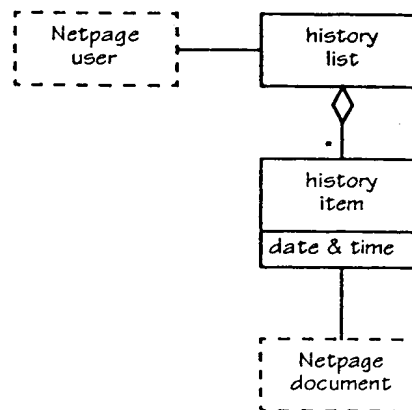 Netpage
user
history
list
*
history
item
date & time
Netpage
document